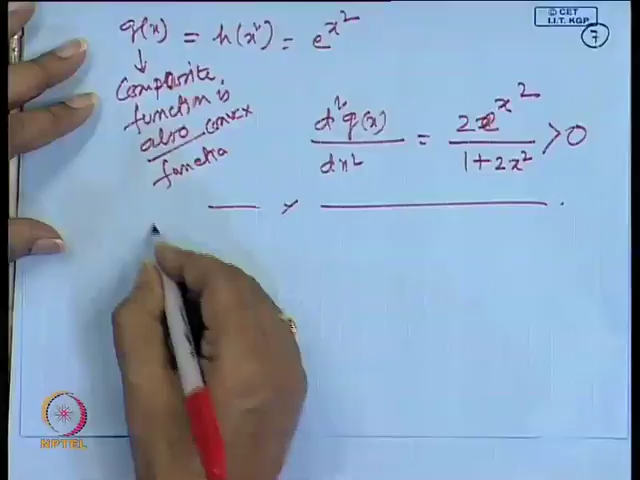 © CET
I.I.T. KGP
7
q(x) = h(x²) = e^{x²}
↓
Composite
function is
also convex
function
d²q(x)/dx² = 2e^{x²}/(1+2x²) > 0
NPTEL